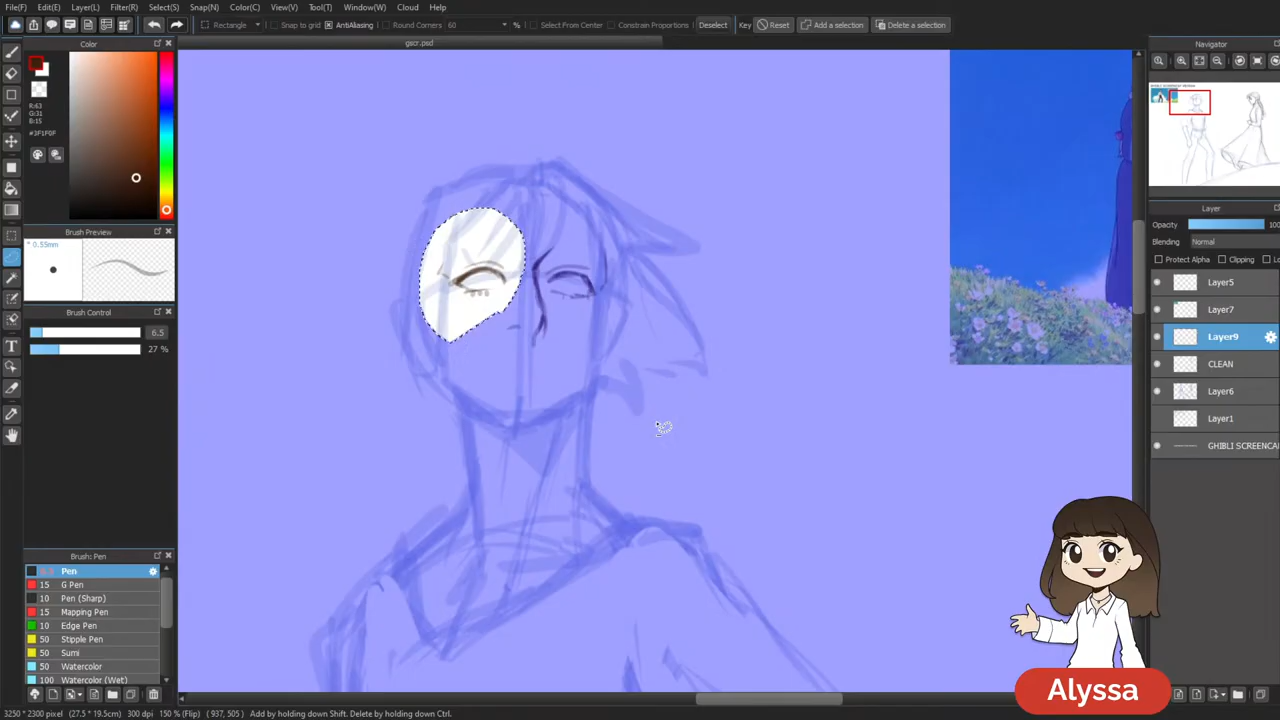 File(F) Edit(E) Layer(L) Filter(R) Select(S) Snap(N) Color(C) View(V) Tool(T) Window(W) Cloud Help
Rectangle Snap to grid AntiAliasing Round Corners 60 % Select From Center Constrain Proportions Deselect Key Reset Add a selection Delete a selection
gscr.psd
Color
R:63
G:31
B:15
#3F1F0F
Brush Preview
* 0.55mm
Brush Control
6.5
27 %
Brush: Pen
Pen
15 G Pen
10 Pen (Sharp)
15 Mapping Pen
10 Edge Pen
50 Stipple Pen
50 Sumi
50 Watercolor
100 Watercolor (Wet)
Navigator
Layer
Opacity 100
Blending Normal
Protect Alpha Clipping Lo
Layer5
Layer7
Layer9
CLEAN
Layer6
Layer1
GHIBLI SCREENCA
Alyssa
3250 * 2300 pixel (27.5 * 19.5cm) 300 dpi 150 % (Flip) ( 937, 505 ) Add by holding down Shift. Delete by holding down Ctrl.